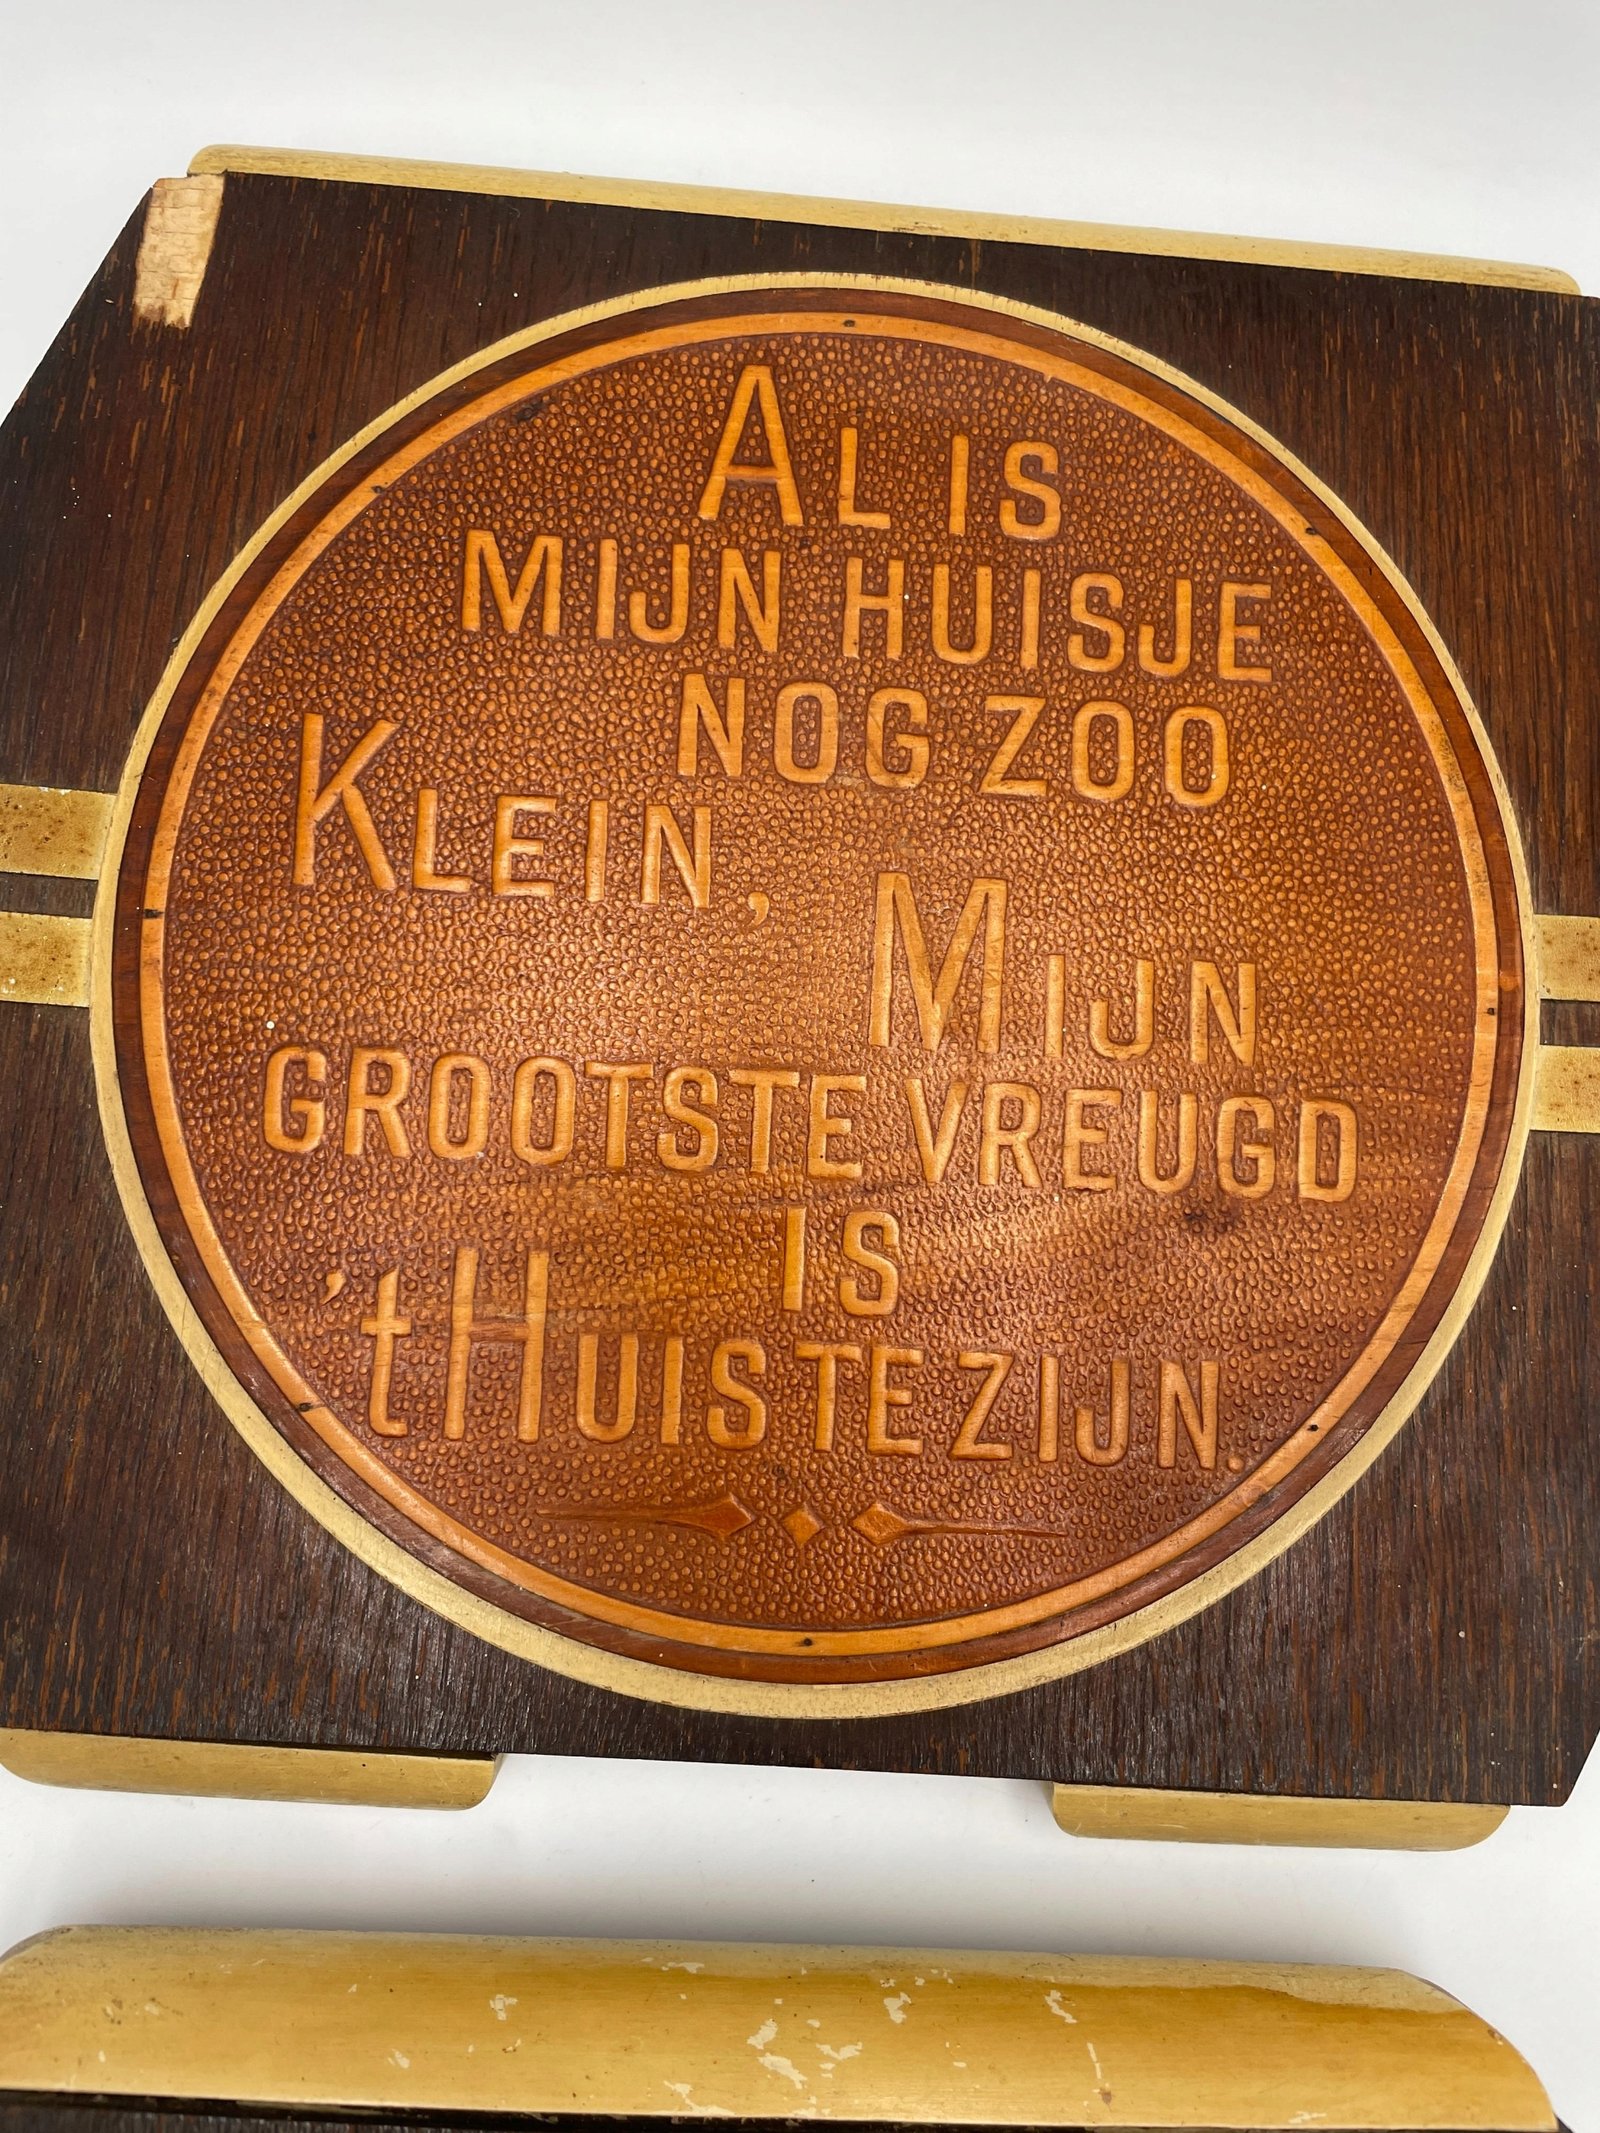 AL IS
MIJN HUISJE
NOG ZOO
KLEIN, MIJN
GROOTSTE VREUGD
IS
'tHUIS TE ZIJN.